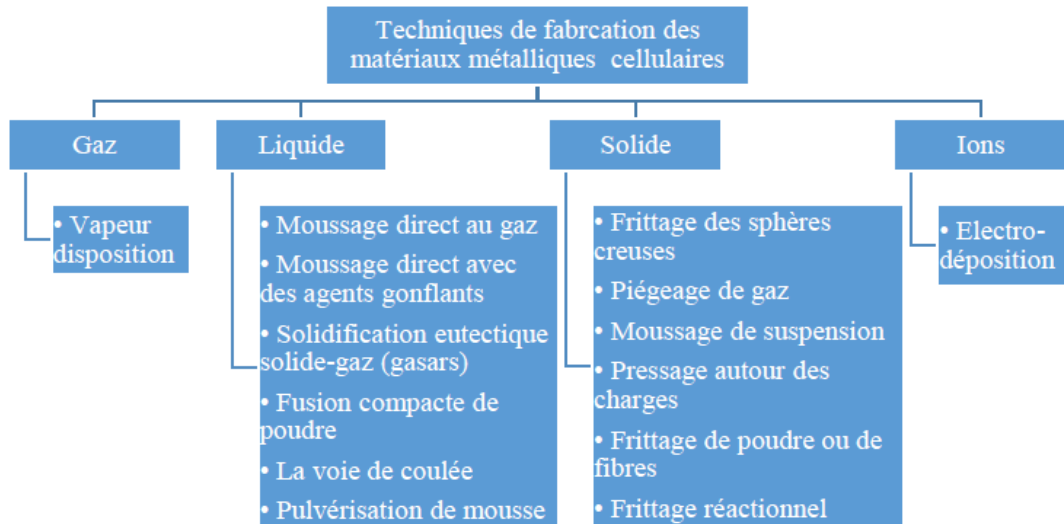 Techniques de fabrcation des
matériaux métalliques cellulaires
Gaz
• Vapeur
disposition
Liquide
• Moussage direct au gaz
• Moussage direct avec
des agents gonflants
• Solidification eutectique
solide-gaz (gasars)
• Fusion compacte de
poudre
• La voie de coulée
• Pulvérisation de mousse
Solide
• Frittage des sphères
creuses
• Piégeage de gaz
• Moussage de suspension
• Pressage autour des
charges
• Frittage de poudre ou de
fibres
• Frittage réactionnel
Ions
• Electro-
déposition